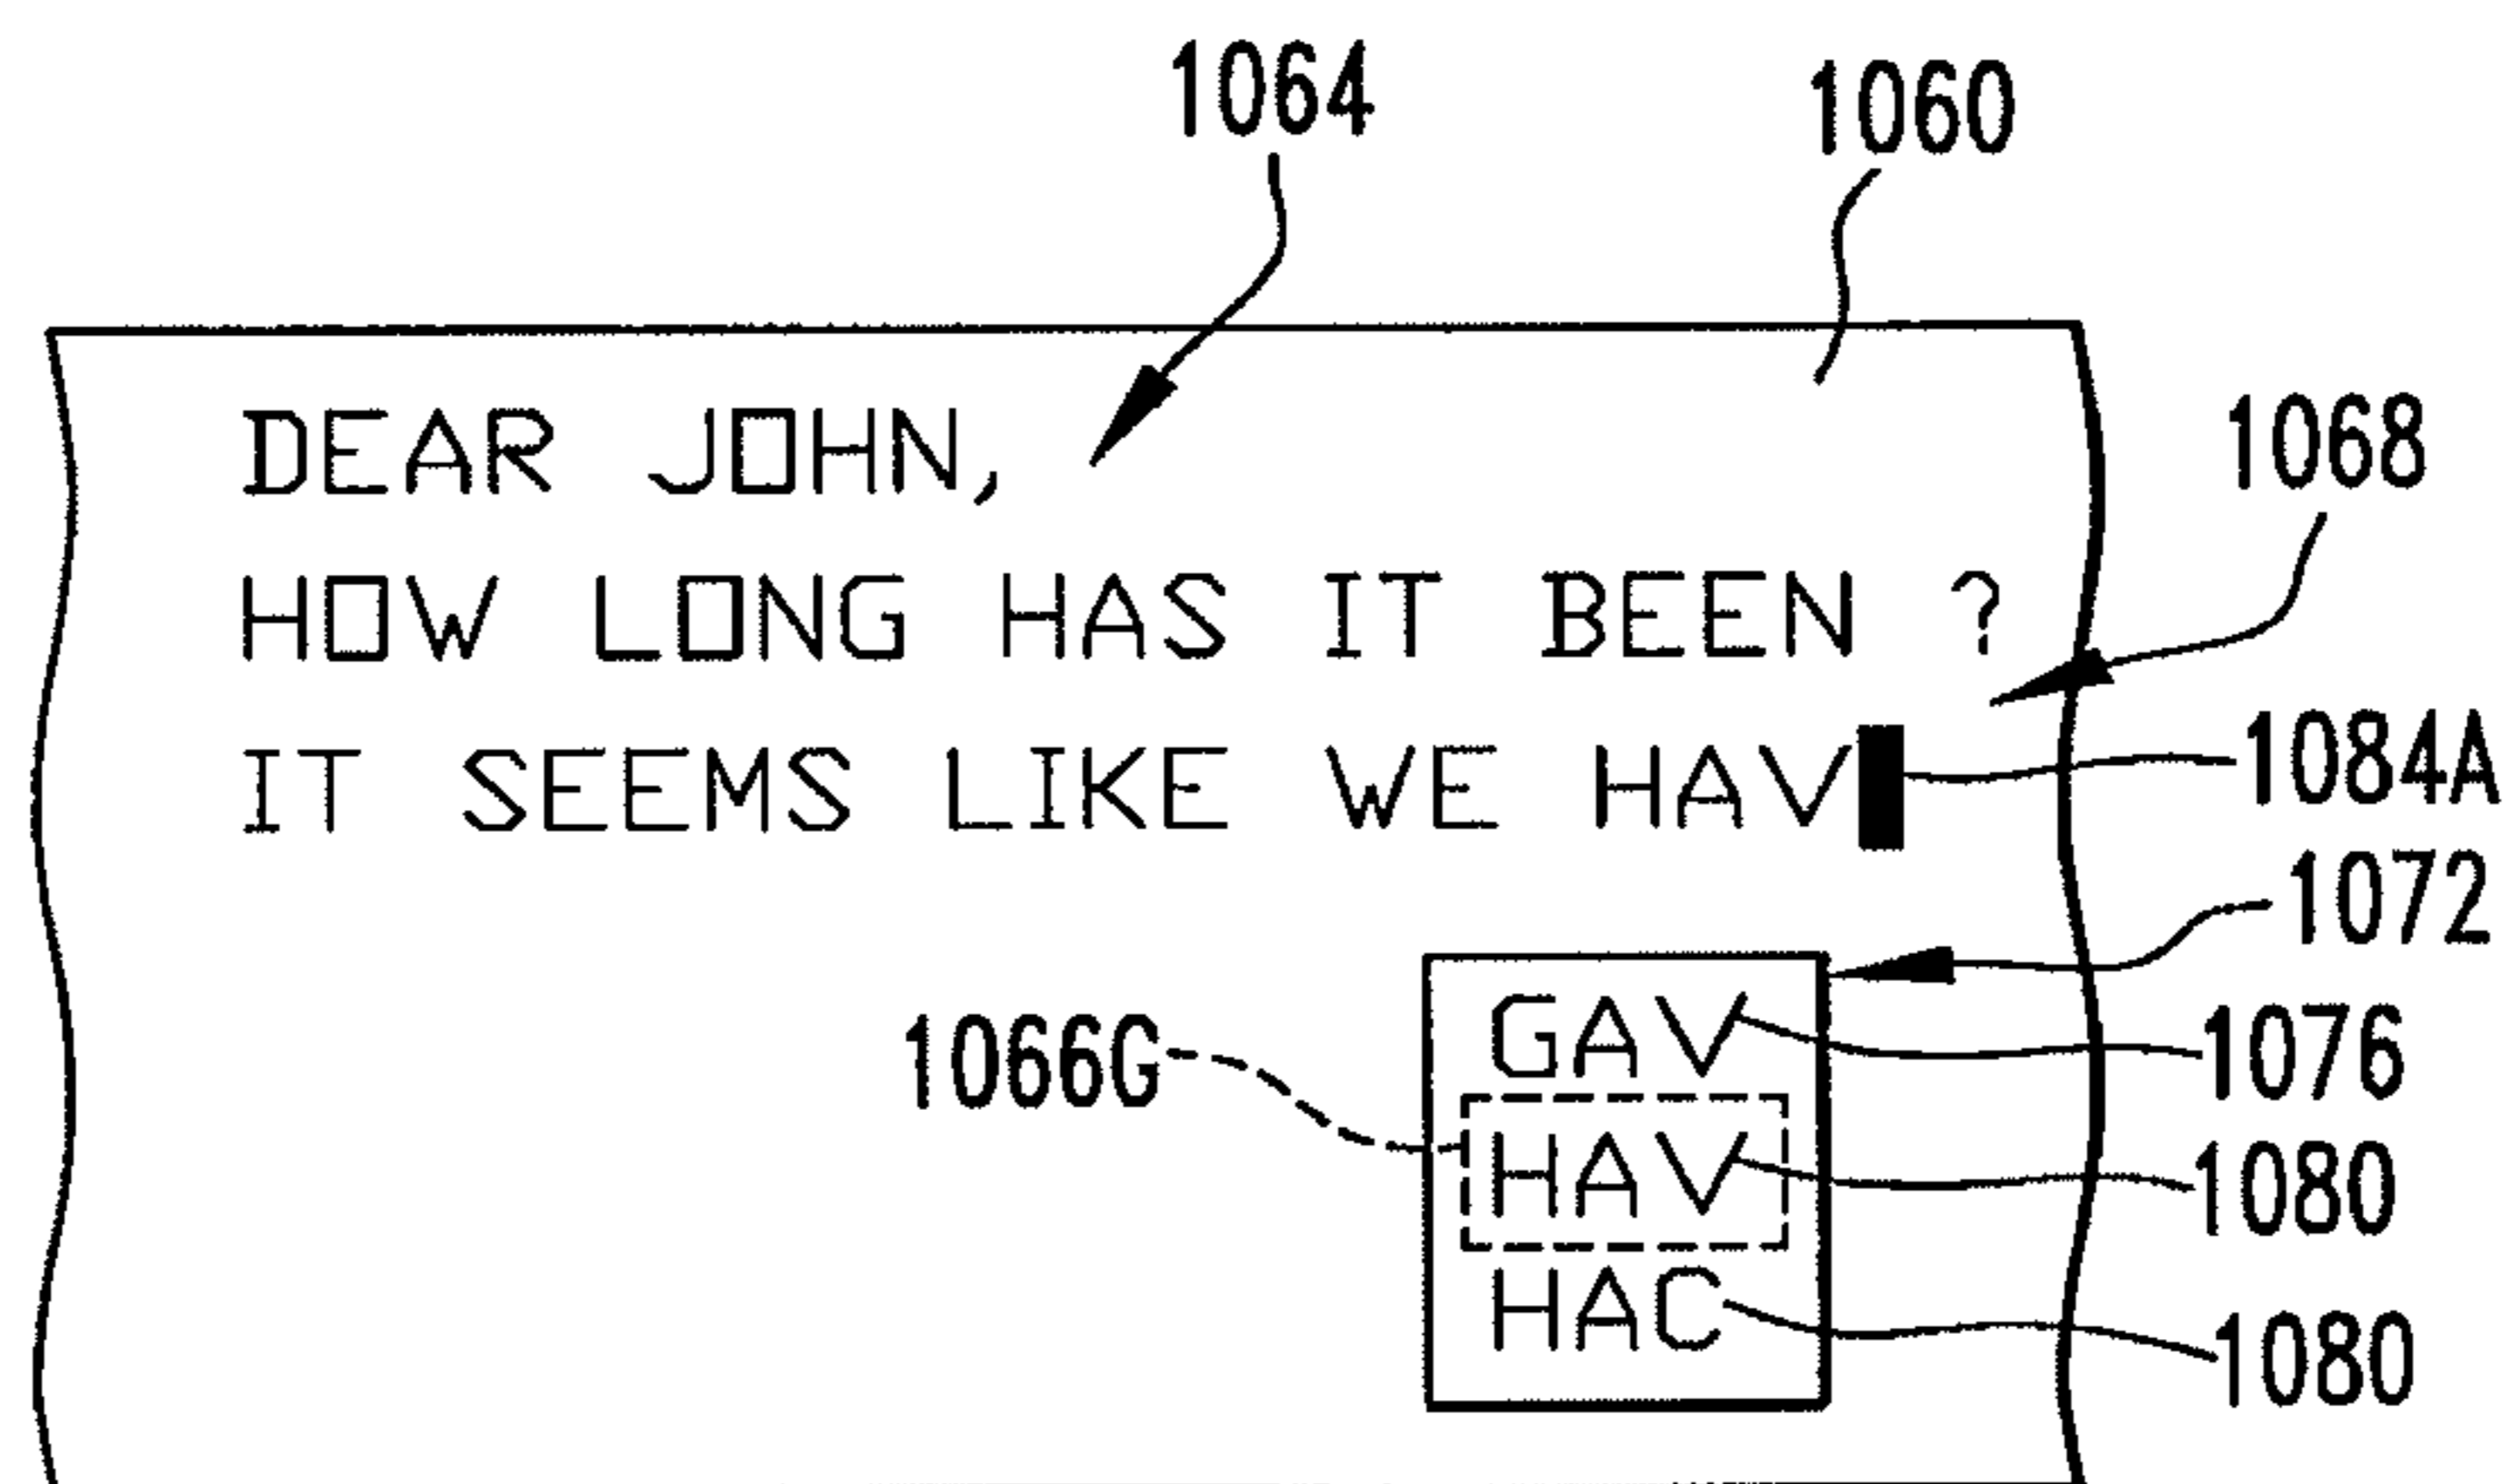 1064
1060
DEAR JOHN,
1068
HOW LONG HAS IT BEEN ?
IT SEEMS LIKE WE HAV
1084A
1072
GAV
1076
1066G
HAV
1080
HAC
1080